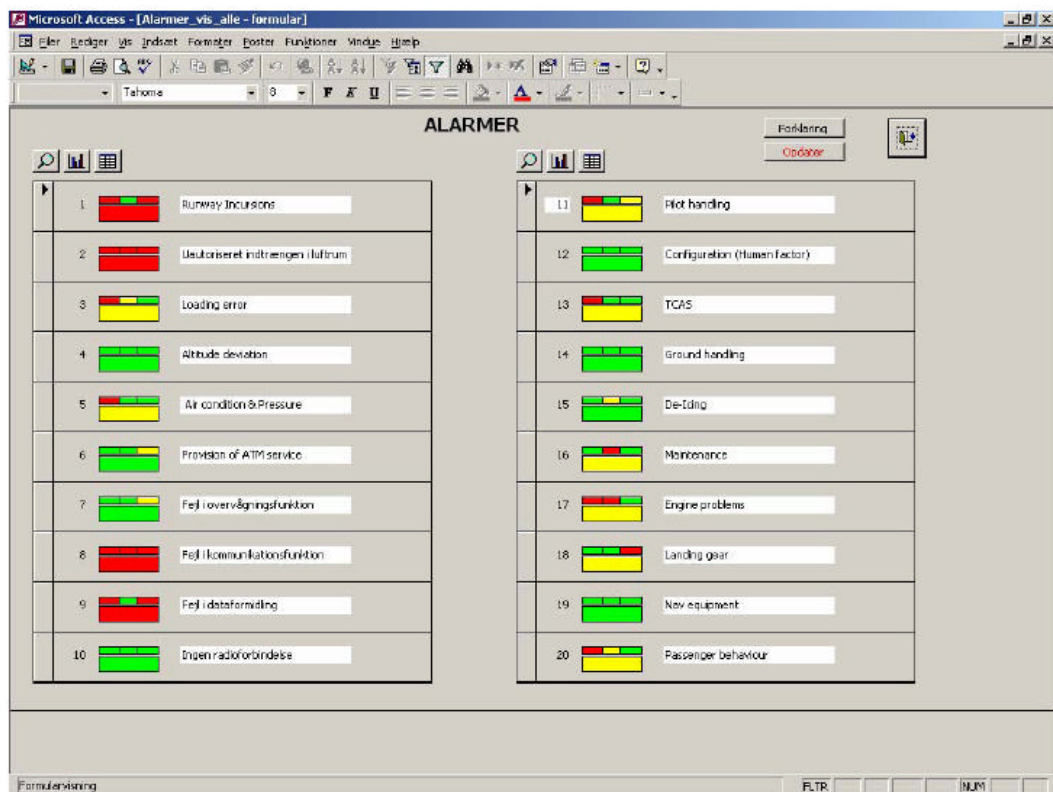 Microsoft Access - [Alarmer_vis_alle - formular]
Filer Rediger Vis Indsæt Formater Poster Funktioner Vindue Hjælp
Tahoma 8 F K U A
ALARMER
Forklaring
Opdater
1 Runway Incursions
2 Uautoriseret indtrængen i luftrum
3 Loading error
4 Altitude deviation
5 Air condition & Pressure
6 Provision of ATM service
7 Fejl i overvågningsfunktion
8 Fejl i kommunikationsfunktion
9 Fejl i dataformidling
10 Ingen radioforbindelse
11 Pilot handling
12 Configuration (Human factor)
13 TCAS
14 Ground handling
15 De-Icing
16 Maintenance
17 Engine problems
18 Landing gear
19 Nav equipment
20 Passenger behaviour
Formularvisning FLTR NUM